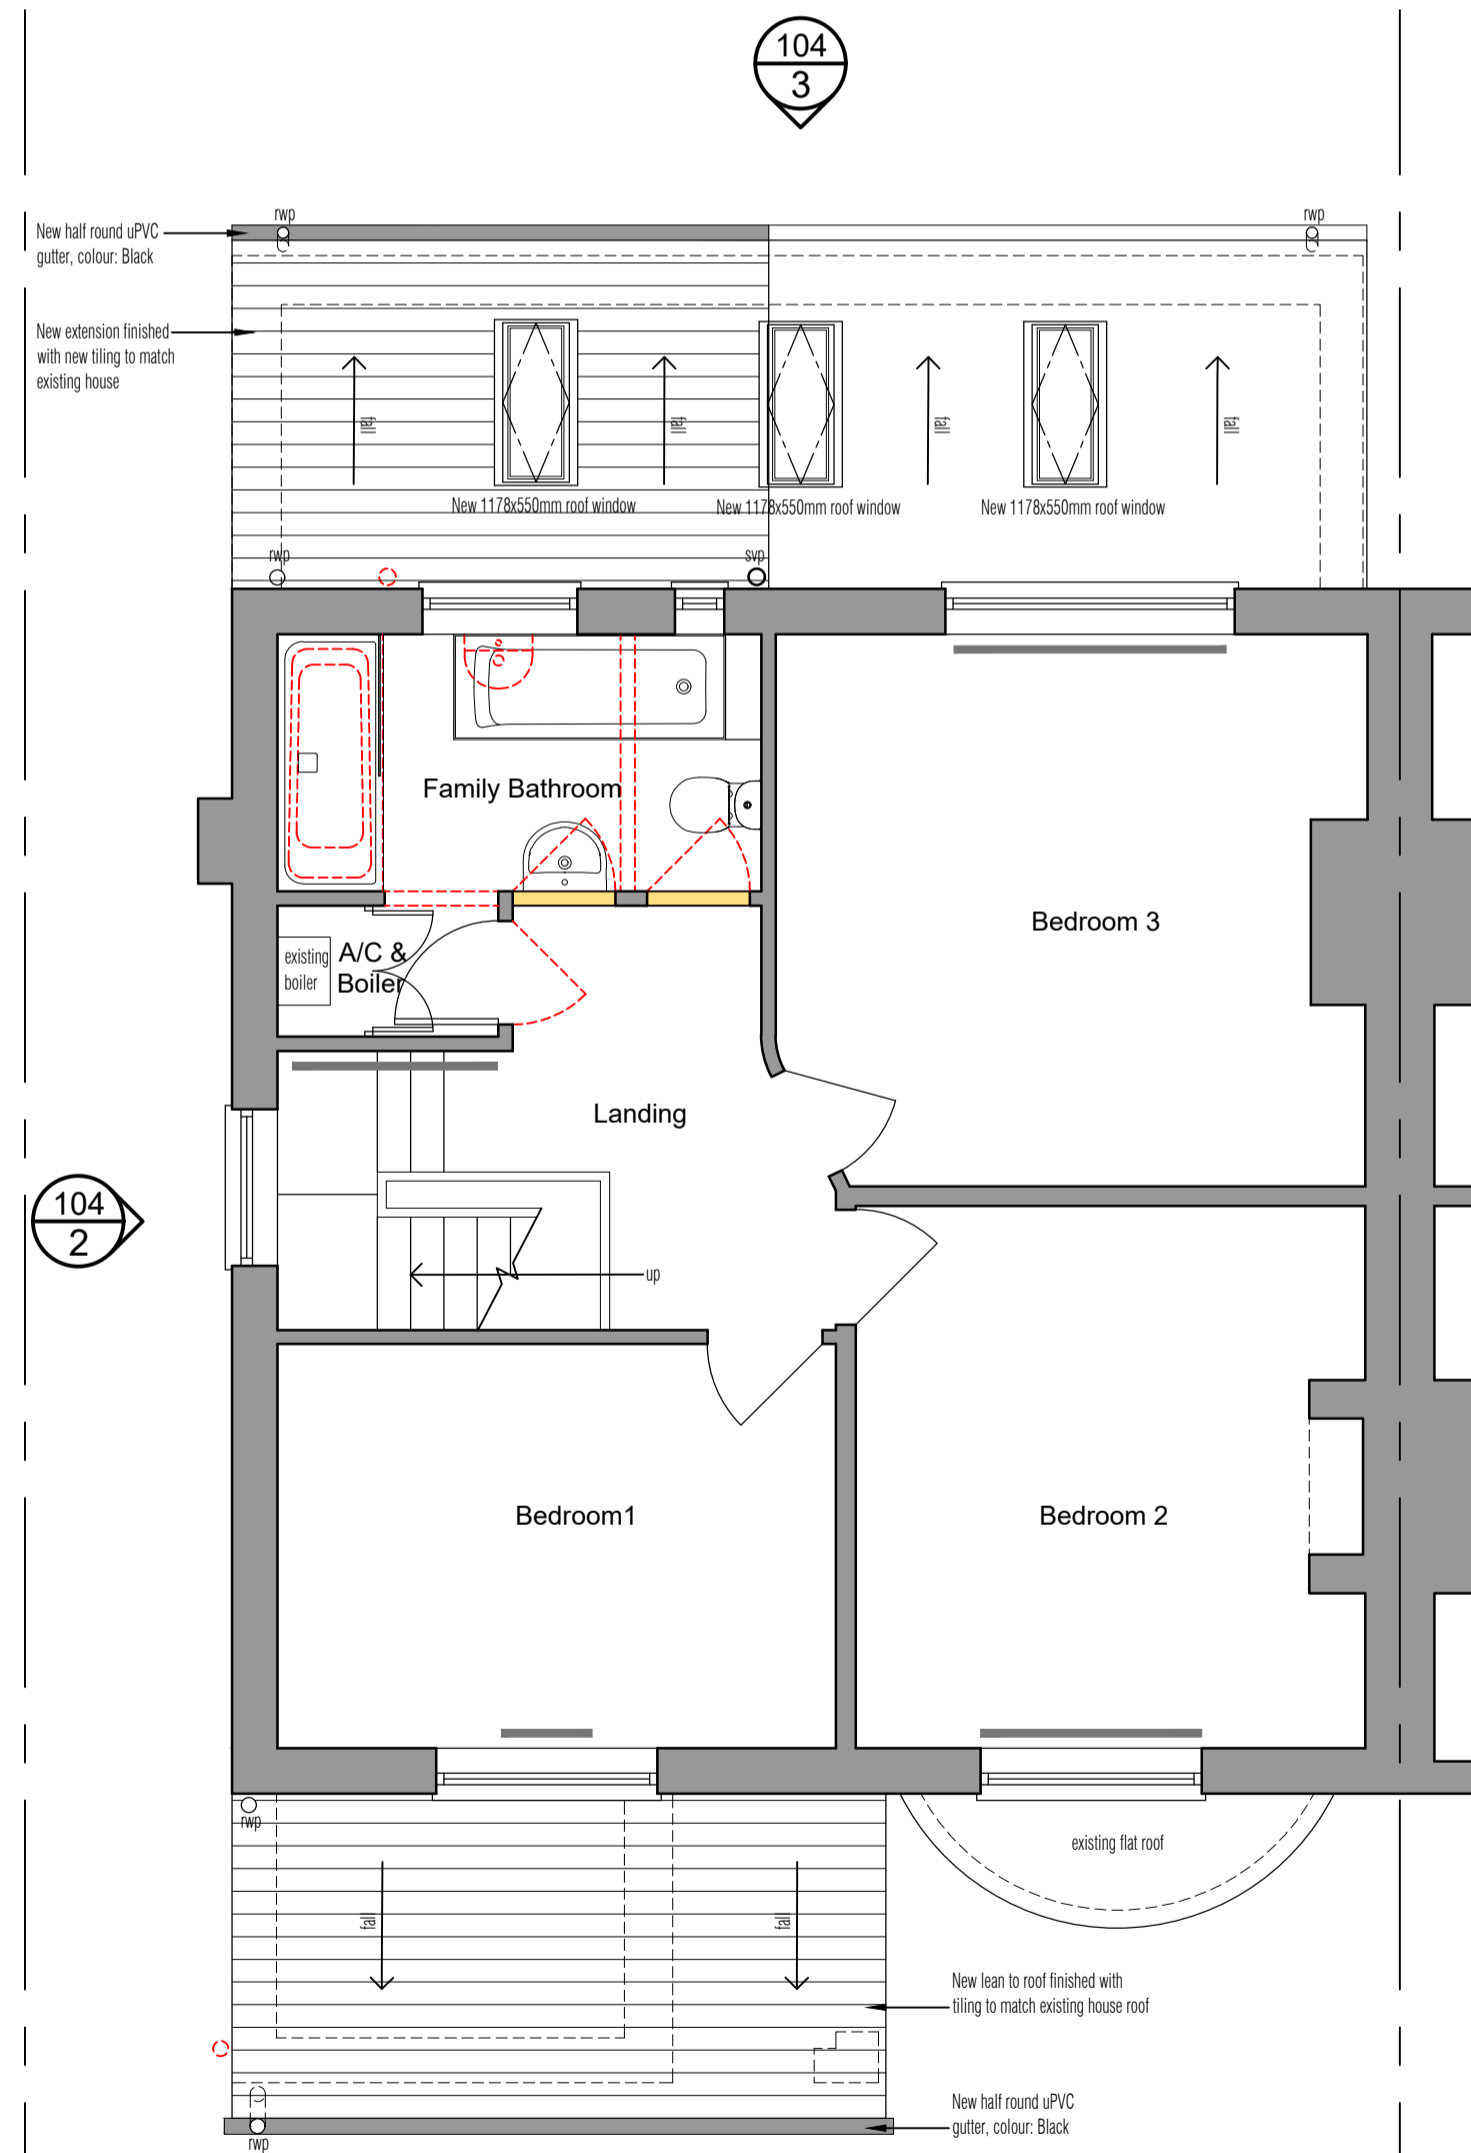 104
3
rwp
rwp
New half round uPVC
gutter, colour: Black
New extension finished
with new tiling to match
existing house
fall
fall
fall
fall
New 1178x550mm roof window
New 1178x550mm roof window
New 1178x550mm roof window
rwp
svp
Family Bathroom
Bedroom 3
existing
boiler
A/C &
Boiler
Landing
104
2
up
Bedroom1
Bedroom 2
rwp
existing flat roof
fall
fall
New lean to roof finished with
tiling to match existing house roof
New half round uPVC
gutter, colour: Black
rwp